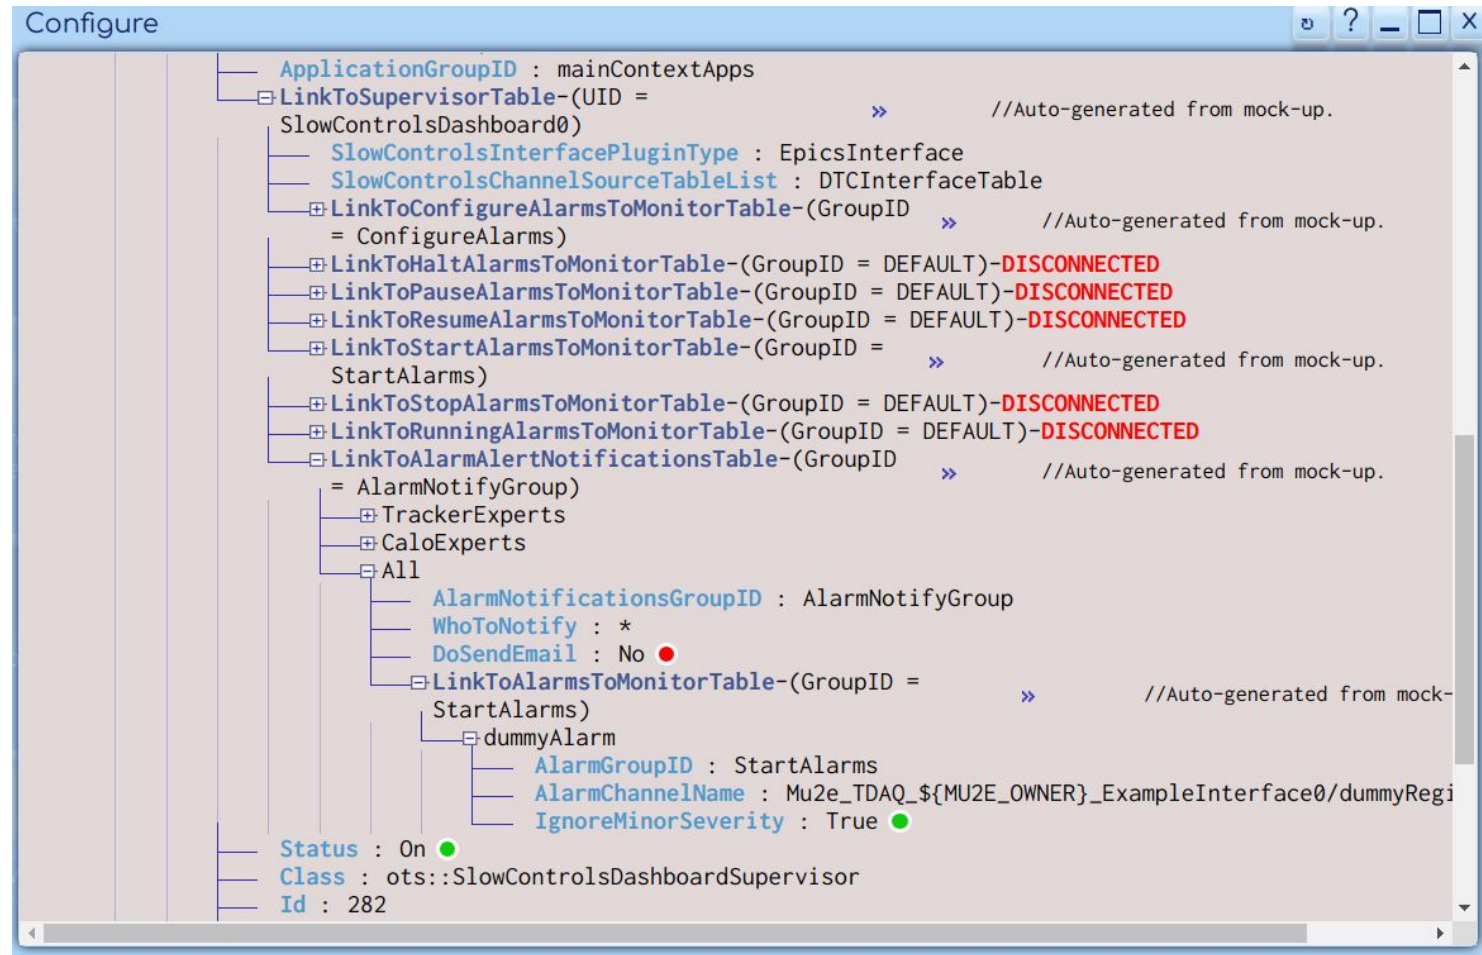 Configure
? X
ApplicationGroupID : mainContextApps
LinkToSupervisorTable-(UID = » //Auto-generated from mock-up.
SlowControlsDashboard0)
SlowControlsInterfacePluginType : EpicsInterface
SlowControlsChannelSourceTableList : DTCInterfaceTable
LinkToConfigureAlarmsToMonitorTable-(GroupID » //Auto-generated from mock-up.
= ConfigureAlarms)
LinkToHaltAlarmsToMonitorTable-(GroupID = DEFAULT)-DISCONNECTED
LinkToPauseAlarmsToMonitorTable-(GroupID = DEFAULT)-DISCONNECTED
LinkToResumeAlarmsToMonitorTable-(GroupID = DEFAULT)-DISCONNECTED
LinkToStartAlarmsToMonitorTable-(GroupID = » //Auto-generated from mock-up.
StartAlarms)
LinkToStopAlarmsToMonitorTable-(GroupID = DEFAULT)-DISCONNECTED
LinkToRunningAlarmsToMonitorTable-(GroupID = DEFAULT)-DISCONNECTED
LinkToAlarmAlertNotificationsTable-(GroupID » //Auto-generated from mock-up.
= AlarmNotifyGroup)
TrackerExperts
CaloExperts
All
AlarmNotificationsGroupID : AlarmNotifyGroup
WhoToNotify : *
DoSendEmail : No
LinkToAlarmsToMonitorTable-(GroupID = » //Auto-generated from mock-
StartAlarms)
dummyAlarm
AlarmGroupID : StartAlarms
AlarmChannelName : Mu2e_TDAQ_${MU2E_OWNER}_ExampleInterface0/dummyRegi
IgnoreMinorSeverity : True
Status : On
Class : ots::SlowControlsDashboardSupervisor
Id : 282